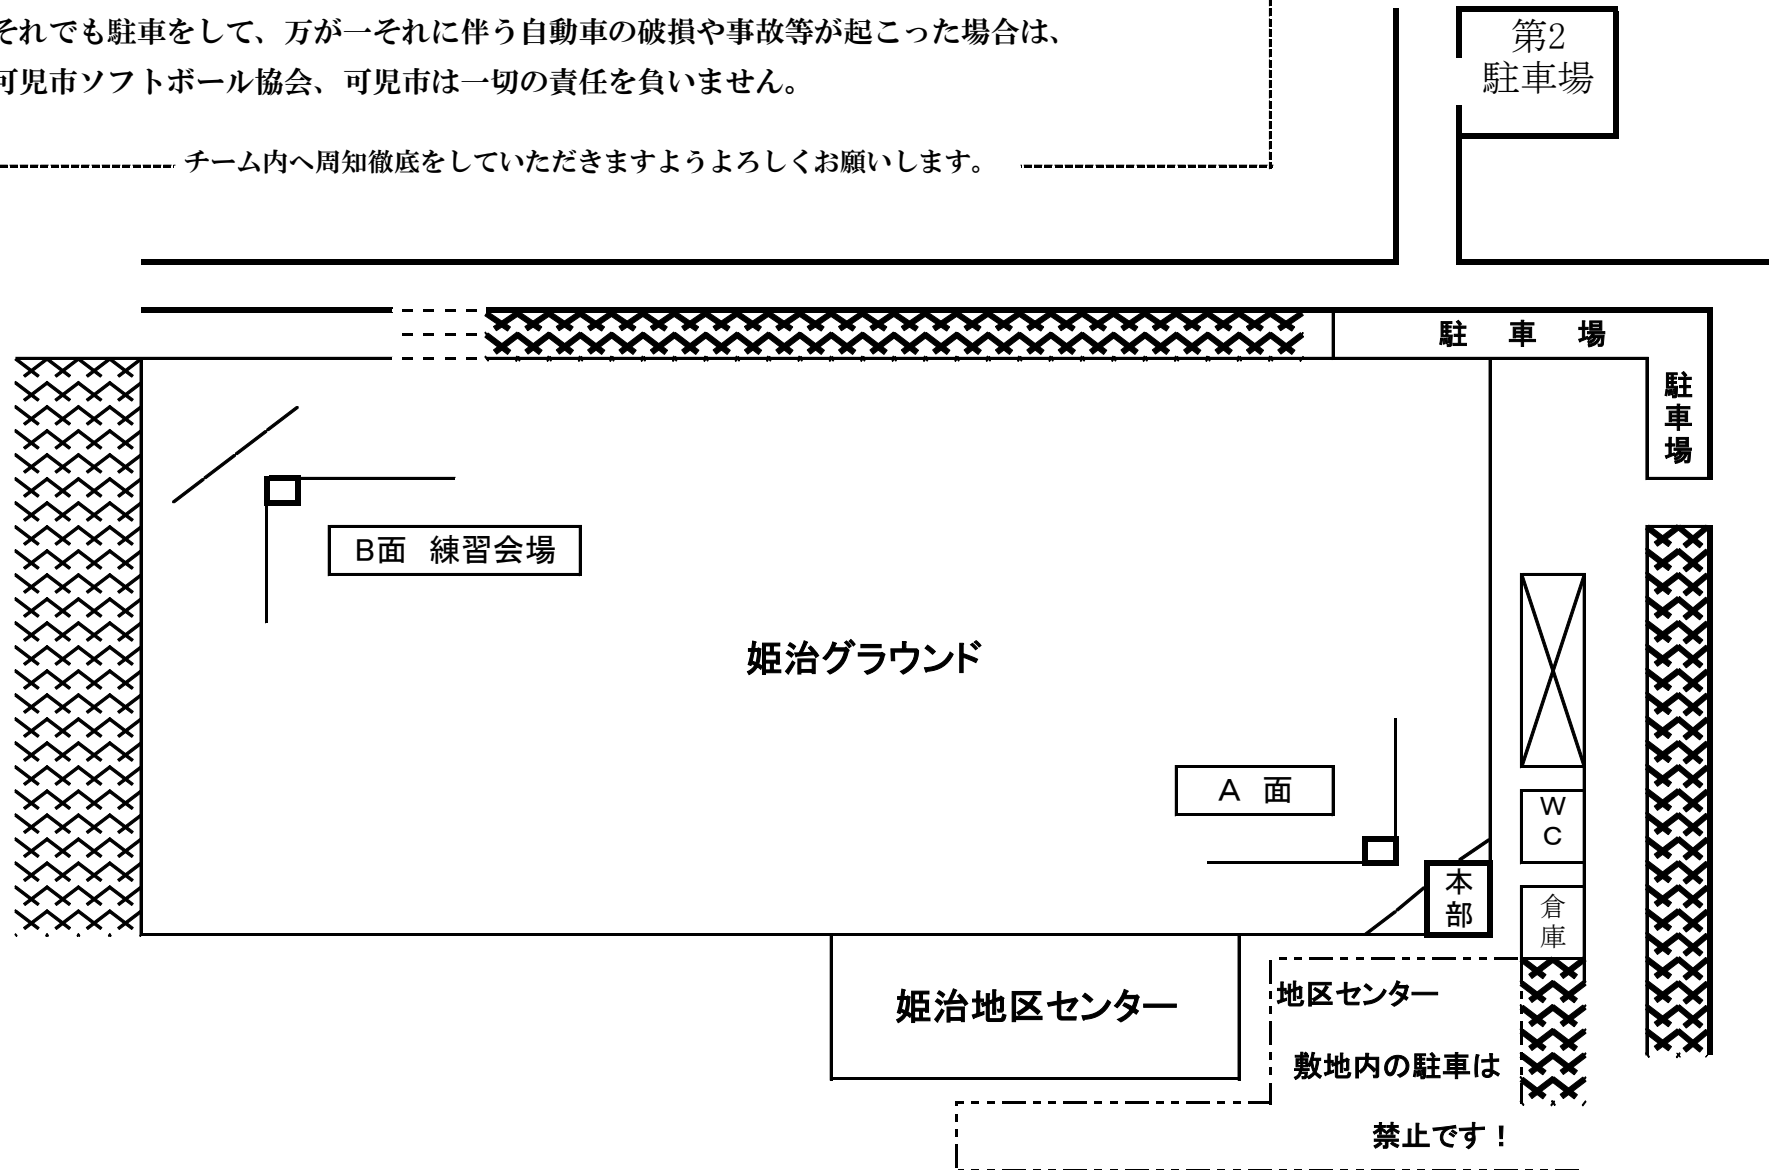 それでも駐車をして、万が一それに伴う自動車の破損や事故等が起こった場合は、
可児市ソフトボール協会、可児市は一切の責任を負いません。
チーム内へ周知徹底をしていただきますようよろしくお願いします。
第2
駐車場
駐 車 場
駐車場
B面 練習会場
姫治グラウンド
A 面
WC
本部
倉庫
姫治地区センター
地区センター
敷地内の駐車は
禁止です！